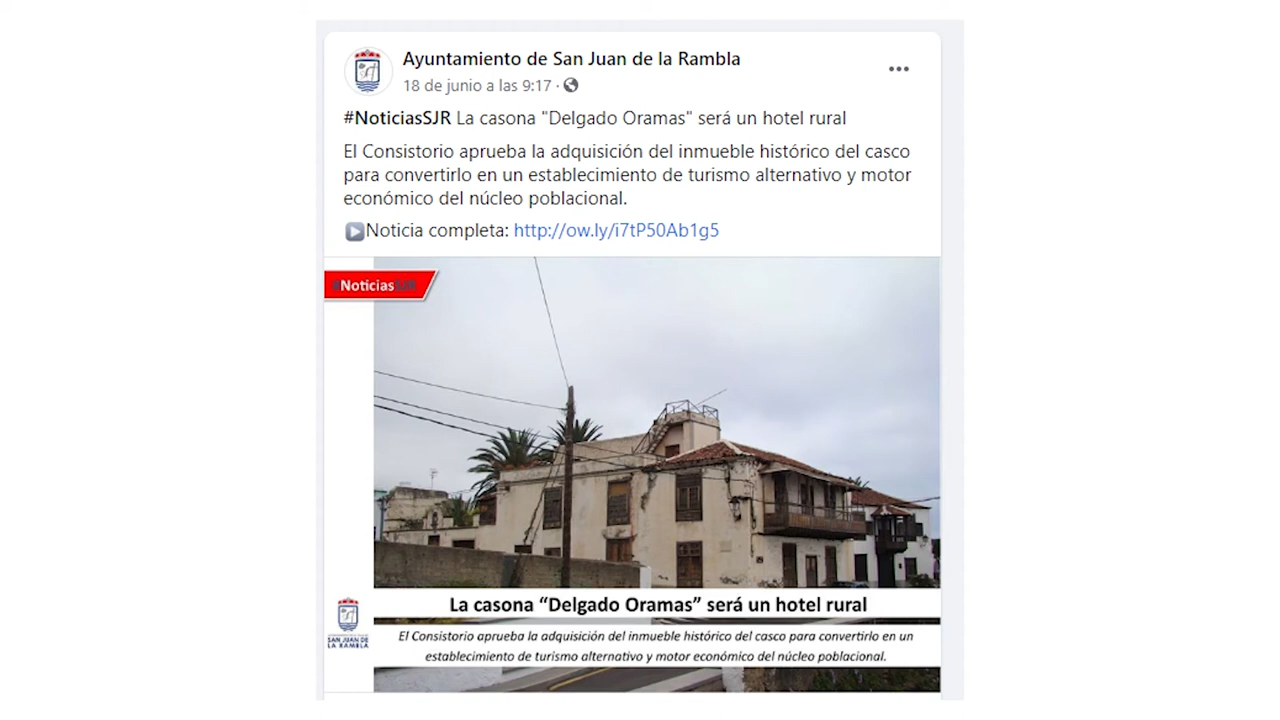 Ayuntamiento de San Juan de la Rambla
18 de junio a las 9:17 ·
#NoticiasSJR La casona "Delgado Oramas" será un hotel rural
El Consistorio aprueba la adquisición del inmueble histórico del casco
para convertirlo en un establecimiento de turismo alternativo y motor
económico del núcleo poblacional.
Noticia completa: http://ow.ly/i7tP50Ab1g5
#NoticiasSJR
La casona “Delgado Oramas” será un hotel rural
El Consistorio aprueba la adquisición del inmueble histórico del casco para convertirlo en un
establecimiento de turismo alternativo y motor económico del núcleo poblacional.
SAN JUAN DE
LA RAMBLA